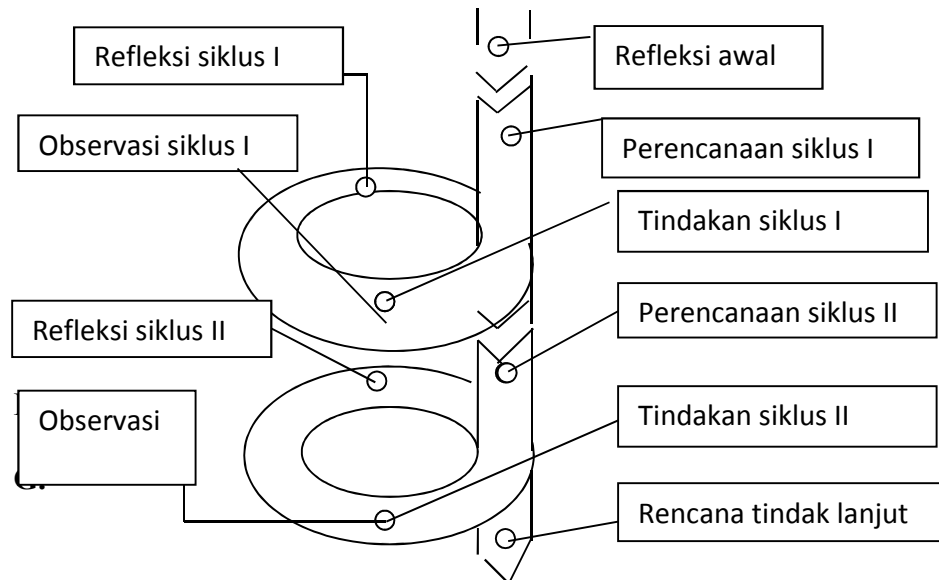 Refleksi siklus I
Refleksi awal
Observasi siklus I
Perencanaan siklus I
Tindakan siklus I
Refleksi siklus II
Perencanaan siklus II
Observasi
Tindakan siklus II
Rencana tindak lanjut